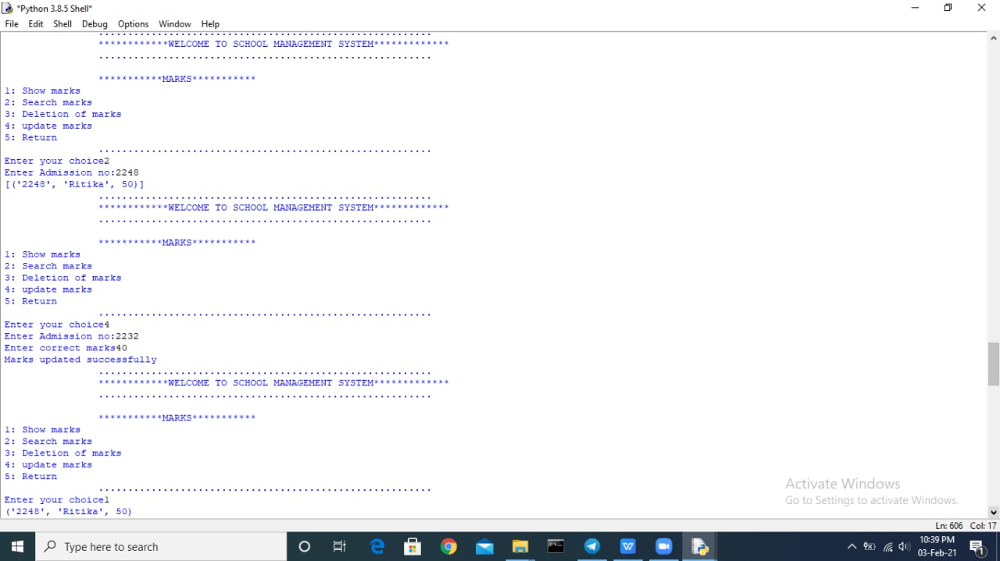 *Python 3.8.5 Shell*
File Edit Shell Debug Options Window Help
.........................................................
************WELCOME TO SCHOOL MANAGEMENT SYSTEM*************
.........................................................
***********MARKS***********
1: Show marks
2: Search marks
3: Deletion of marks
4: update marks
5: Return
.........................................................
Enter your choice2
Enter Admission no:2248
[('2248', 'Ritika', 50)]
.........................................................
************WELCOME TO SCHOOL MANAGEMENT SYSTEM*************
.........................................................
***********MARKS***********
1: Show marks
2: Search marks
3: Deletion of marks
4: update marks
5: Return
.........................................................
Enter your choice4
Enter Admission no:2232
Enter correct marks40
Marks updated successfully
.........................................................
************WELCOME TO SCHOOL MANAGEMENT SYSTEM*************
.........................................................
***********MARKS***********
1: Show marks
2: Search marks
3: Deletion of marks
4: update marks
5: Return
.........................................................
Enter your choice1
('2248', 'Ritika', 50)
Activate Windows
Go to Settings to activate Windows.
Ln: 606 Col: 17
Type here to search
10:39 PM
03-Feb-21
1